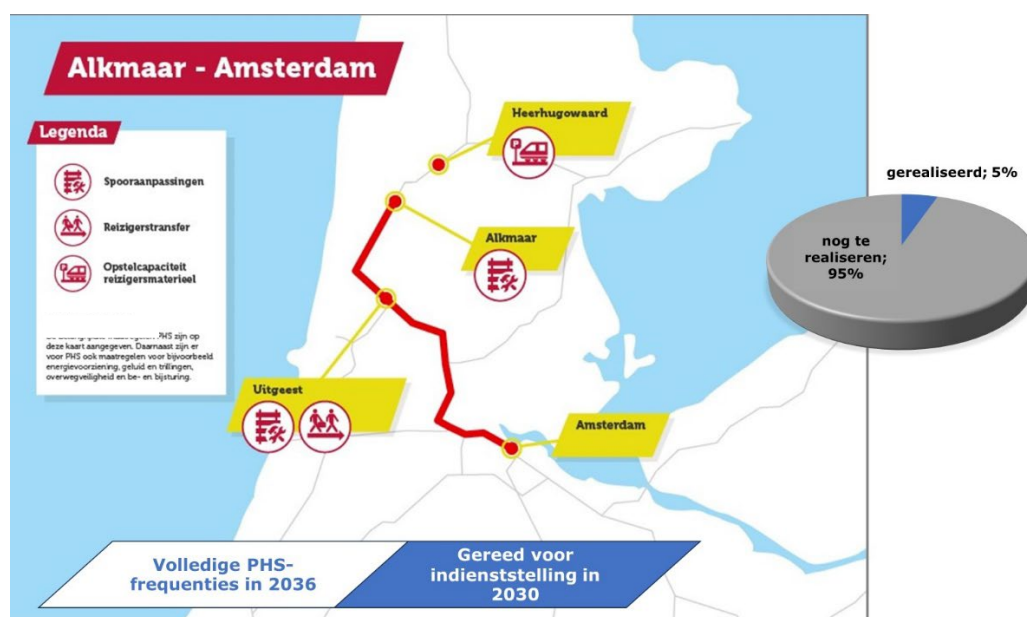 Alkmaar - Amsterdam
Legenda
Spooraanpassingen
Reizigerstransfer
Opstelcapaciteit
reizigersmaterieel
PHS zijn op
deze kaart aangegeven. Daarnaast zijn er
voor PHS ook maatregelen voor bijvoorbeeld
energievoorziening, geluid en trillingen,
overwegveiligheid en be- en bijsturing.
Heerhugowaard
Alkmaar
Uitgeest
Amsterdam
gerealiseerd; 5%
nog te
realiseren;
95%
Volledige PHS-
frequenties in 2036
Gereed voor
indienststelling in
2030